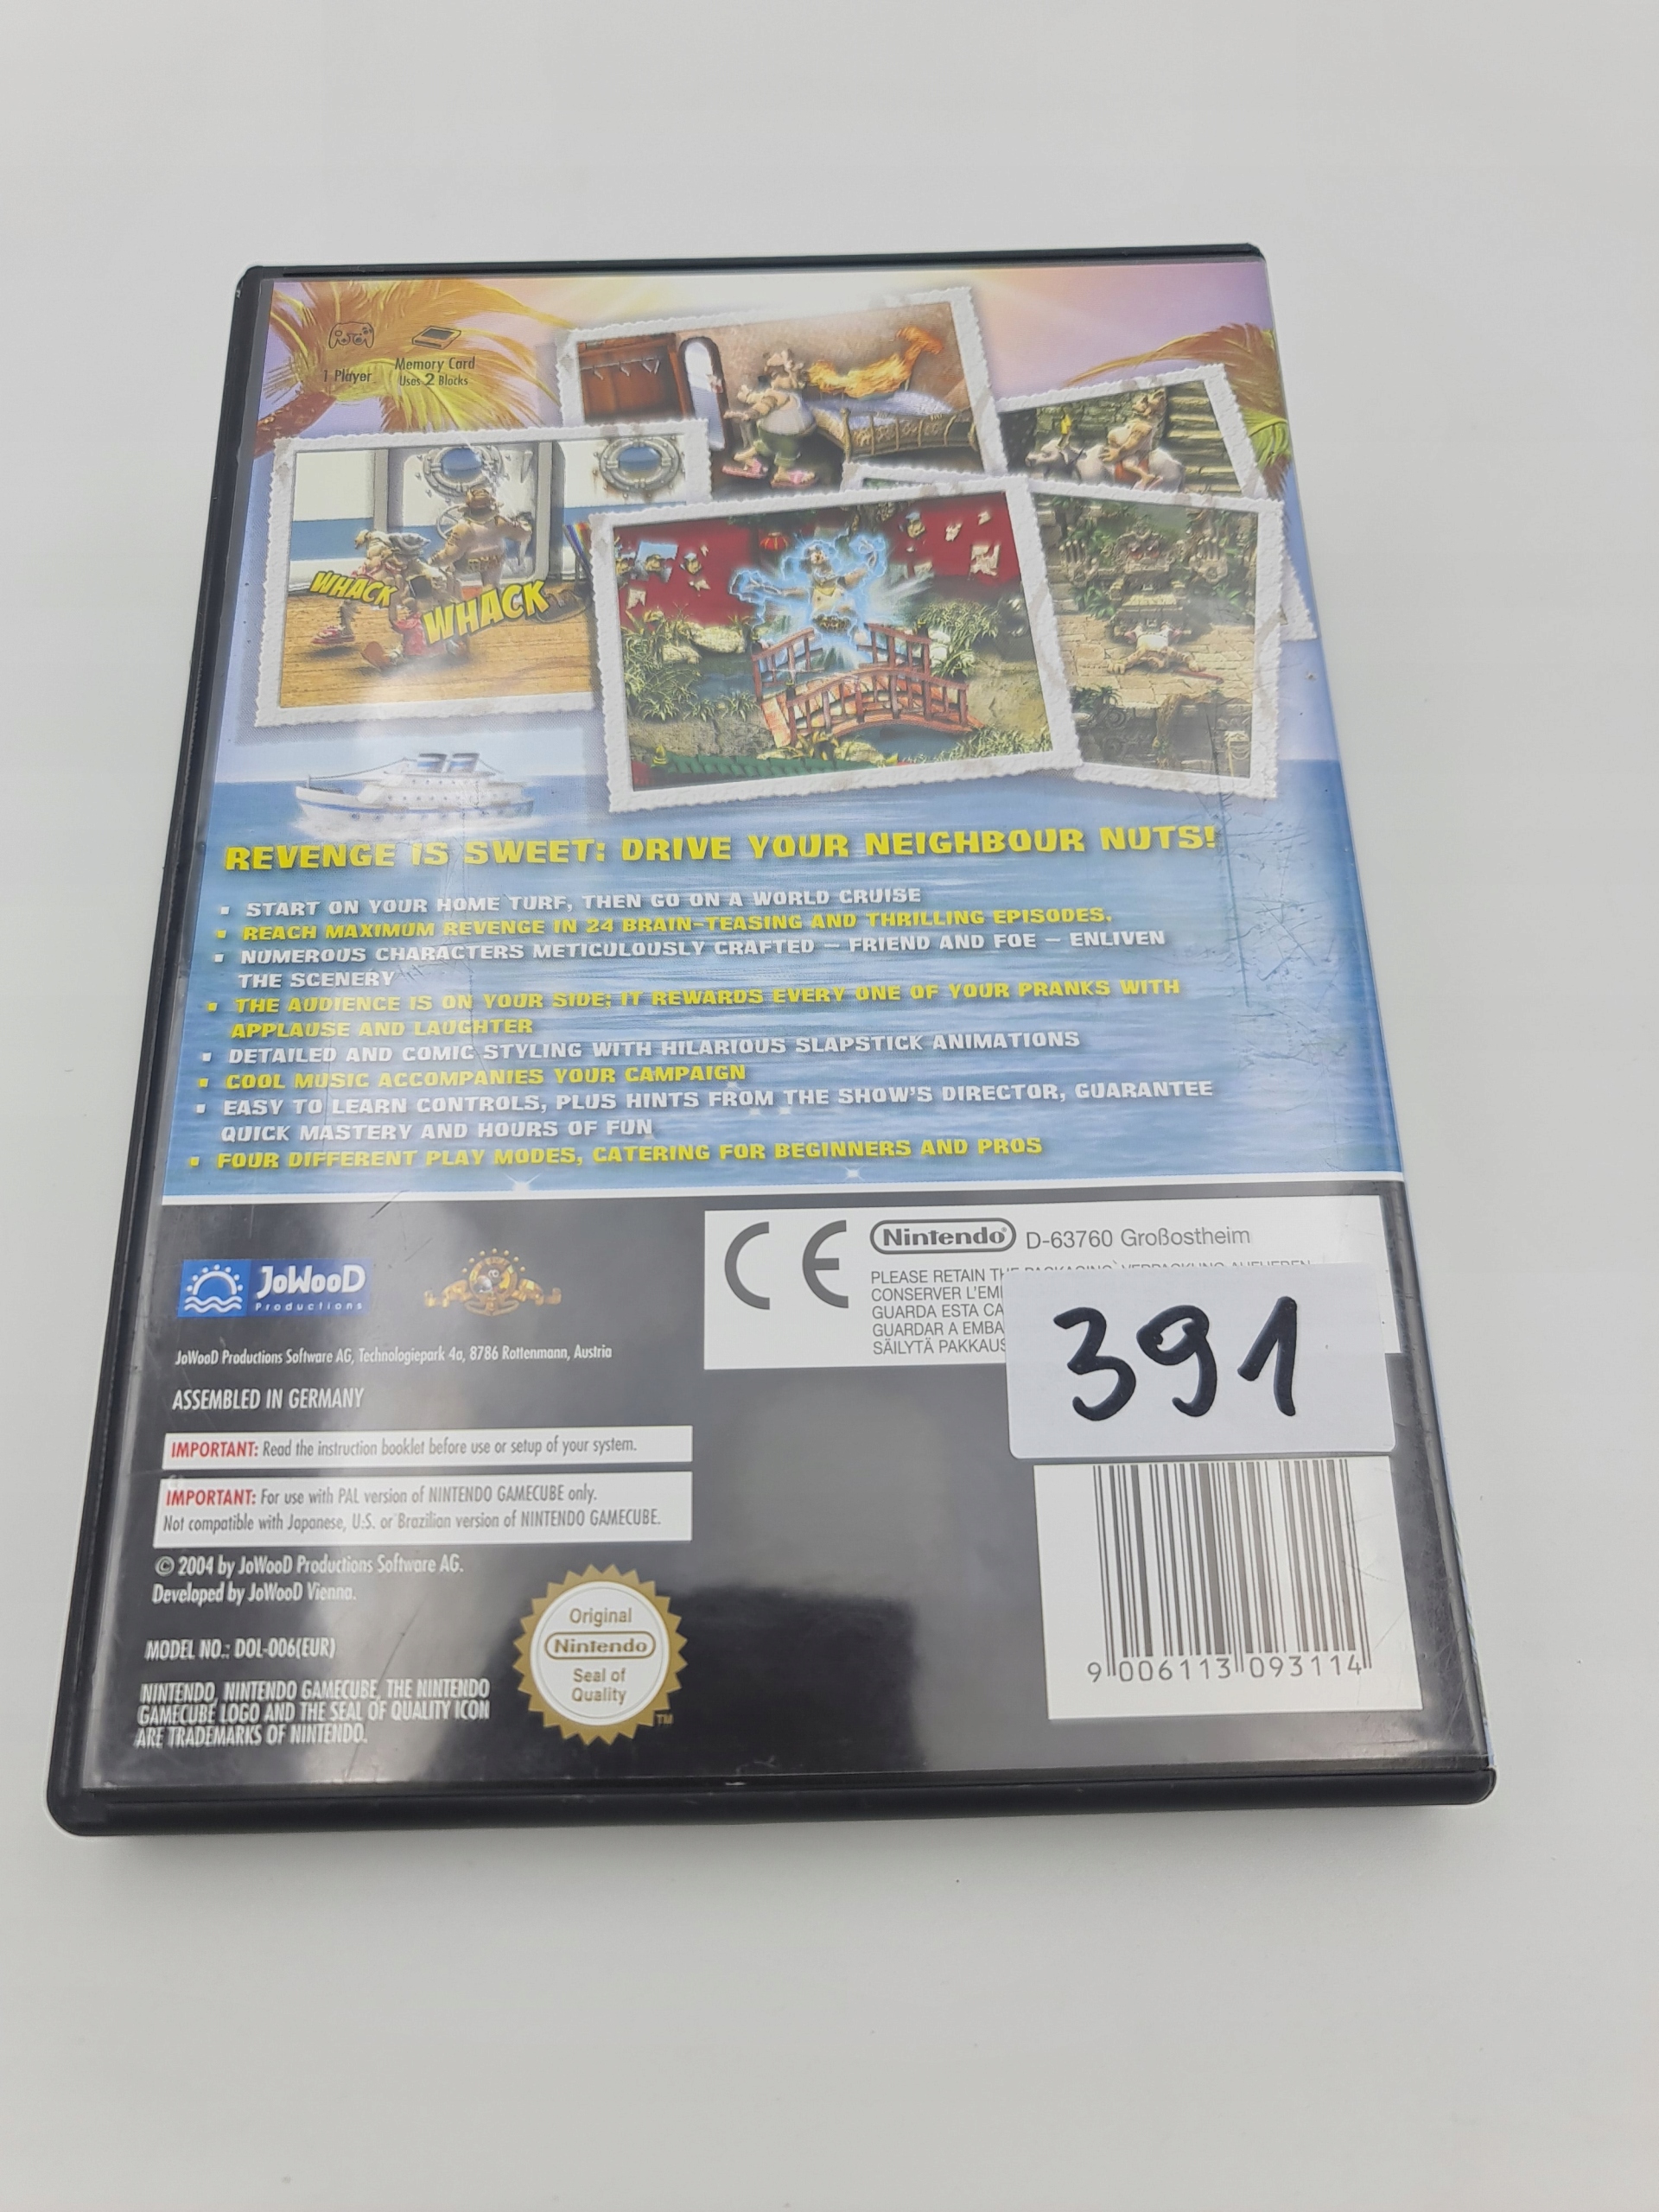 1 Player
Memory Card
Uses 2 Blocks
WHACK
WHACK
REVENGE IS SWEET: DRIVE YOUR NEIGHBOUR NUTS!
▪ START ON YOUR HOME TURF, THEN GO ON A WORLD CRUISE
▪ REACH MAXIMUM REVENGE IN 24 BRAIN-TEASING AND THRILLING EPISODES.
▪ NUMEROUS CHARACTERS METICULOUSLY CRAFTED – FRIEND AND FOE – ENLIVEN
THE SCENERY
▪ THE AUDIENCE IS ON YOUR SIDE; IT REWARDS EVERY ONE OF YOUR PRANKS WITH
APPLAUSE AND LAUGHTER
▪ DETAILED AND COMIC STYLING WITH HILARIOUS SLAPSTICK ANIMATIONS
▪ COOL MUSIC ACCOMPANIES YOUR CAMPAIGN
▪ EASY TO LEARN CONTROLS, PLUS HINTS FROM THE SHOW'S DIRECTOR, GUARANTEE
QUICK MASTERY AND HOURS OF FUN
▪ FOUR DIFFERENT PLAY MODES, CATERING FOR BEGINNERS AND PROS
JoWooD
Productions
JoWooD Productions Software AG, Technologiepark 4a, 8786 Rottenmann, Austria
ASSEMBLED IN GERMANY
IMPORTANT: Read the instruction booklet before use or setup of your system.
IMPORTANT: For use with PAL version of NINTENDO GAMECUBE only.
Not compatible with Japanese, U.S. or Brazilian version of NINTENDO GAMECUBE.
© 2004 by JoWooD Productions Software AG.
Developed by JoWooD Vienna.
MODEL NO.: DOL-006(EUR)
NINTENDO, NINTENDO GAMECUBE, THE NINTENDO
GAMECUBE LOGO AND THE SEAL OF QUALITY ICON
ARE TRADEMARKS OF NINTENDO.
Original
Nintendo
Seal of
Quality
TM
CE
Nintendo® D-63760 Großostheim
PLEASE RETAIN
CONSERVER
GUARDA ESTA
GUARDAR A
SÄILYTÄ
391
9 006113 093114